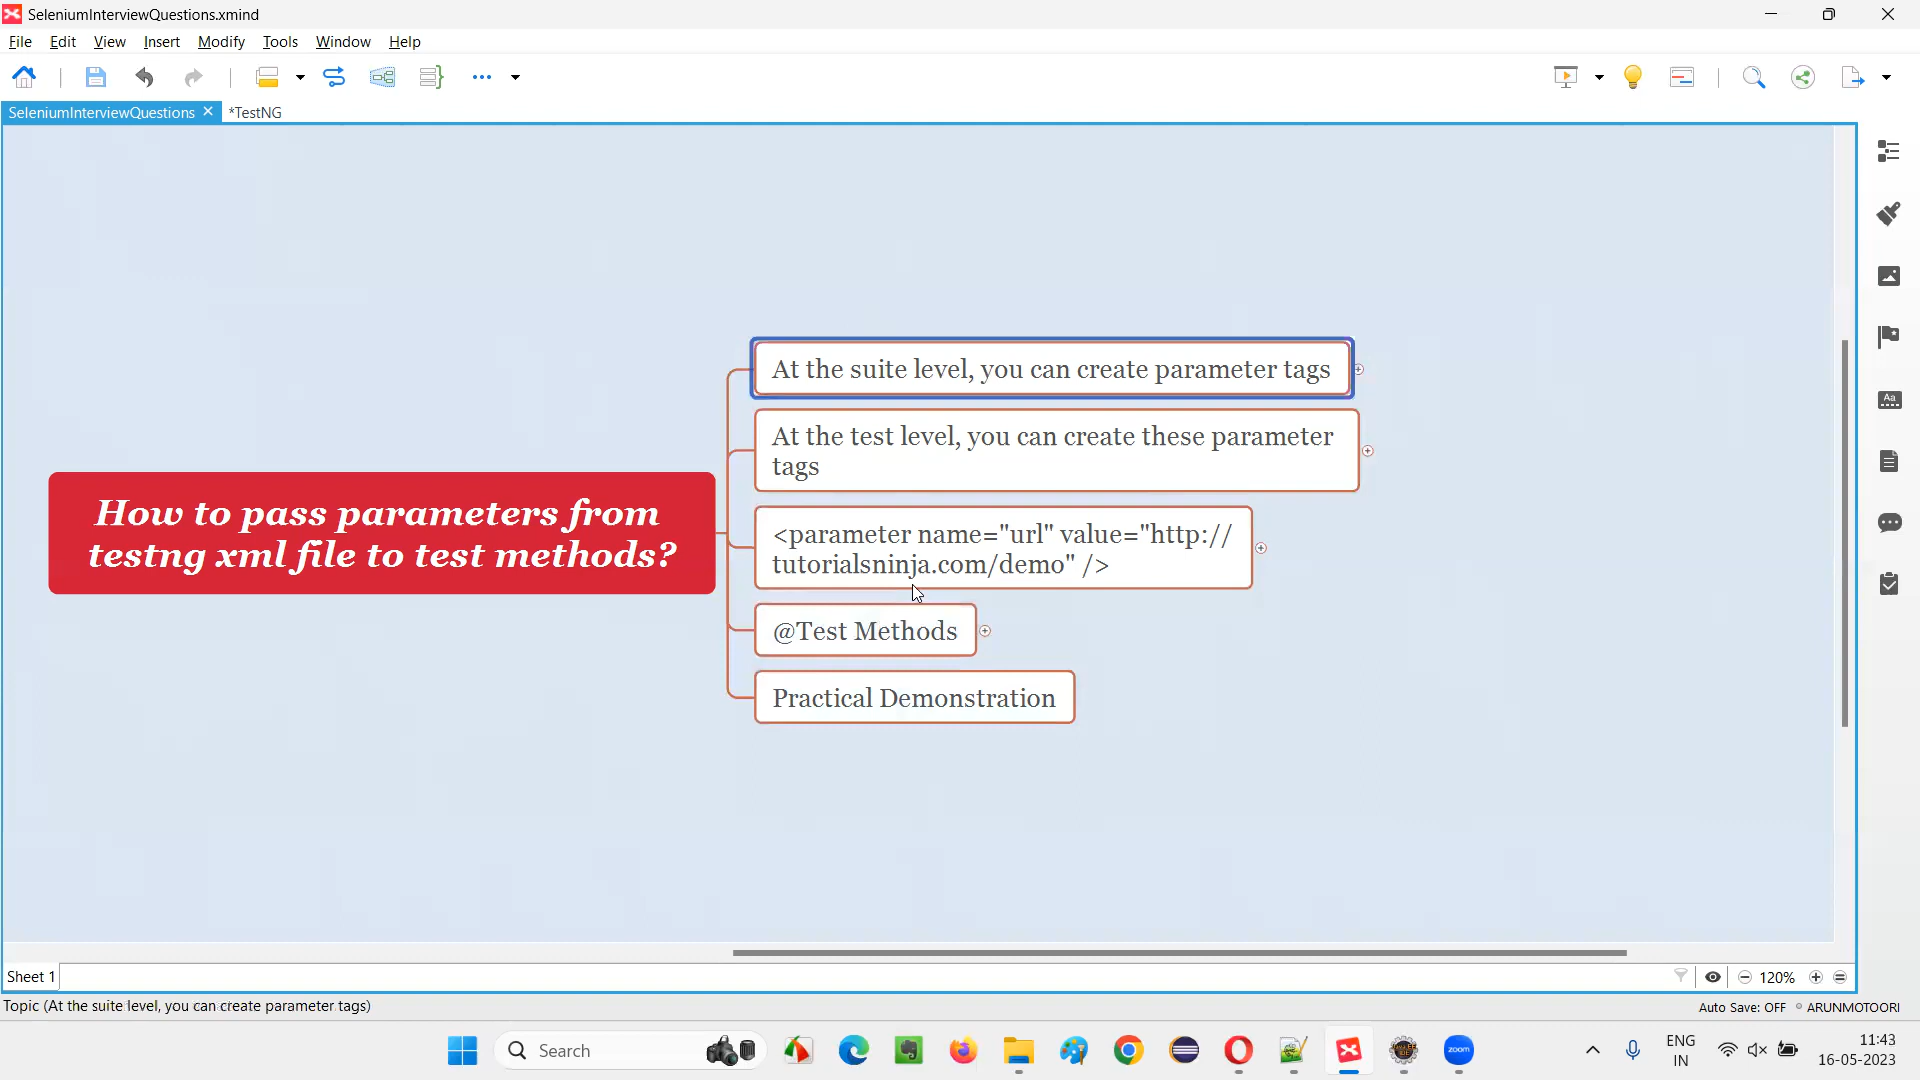 SeleniumInterviewQuestions.xmind
File Edit View Insert Modify Tools Window Help
SeleniumInterviewQuestions *TestNG
How to pass parameters from
testng xml file to test methods?
At the suite level, you can create parameter tags
At the test level, you can create these parameter
tags
<parameter name="url" value="http://
tutorialsninja.com/demo" />
@Test Methods
Practical Demonstration
Aa
Sheet 1
120%
Topic (At the suite level, you can create parameter tags)
Auto Save: OFF ARUNMOTOORI
Search
zoom
ENG
IN
11:43
16-05-2023